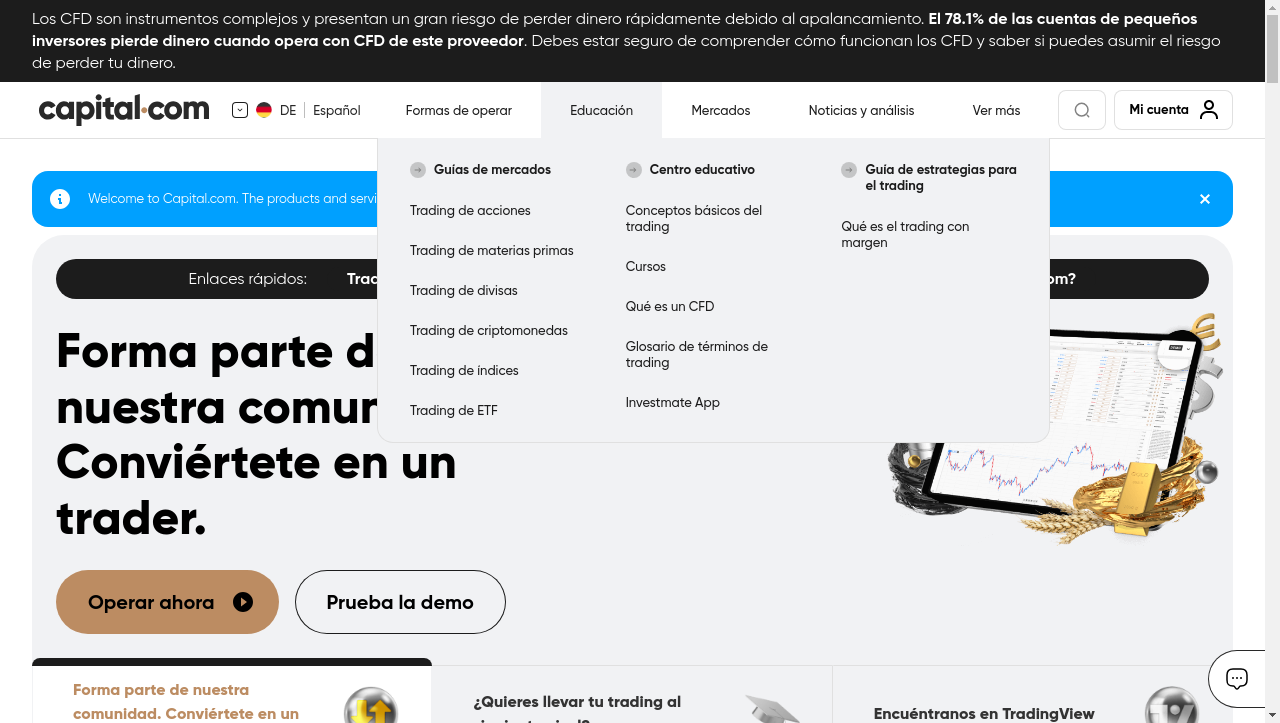 Los CFD son instrumentos complejos y presentan un gran riesgo de perder dinero rápidamente debido al apalancamiento. El 78.1% de las cuentas de pequeños
inversores pierde dinero cuando opera con CFD de este proveedor. Debes estar seguro de comprender cómo funcionan los CFD y saber si puedes asumir el riesgo
de perder tu dinero.
capital.com
DE
Español
Formas de operar
Educación
Mercados
Noticias y análisis
Ver más
Mi cuenta
Guías de mercados
Trading de acciones
Trading de materias primas
Trading de divisas
Trading de criptomonedas
Trading de índices
Trading de ETF
Centro educativo
Conceptos básicos del
trading
Cursos
Qué es un CFD
Glosario de términos de
trading
Investmate App
Guía de estrategias para
el trading
Qué es el trading con
margen
Welcome to Capital.com. The products and servi
Enlaces rápidos:
Forma parte d
nuestra comun
Conviértete en un
trader.
Operar ahora
Prueba la demo
Forma parte de nuestra
comunidad. Conviértete en un
¿Quieres llevar tu trading al
Encuéntranos en TradingView